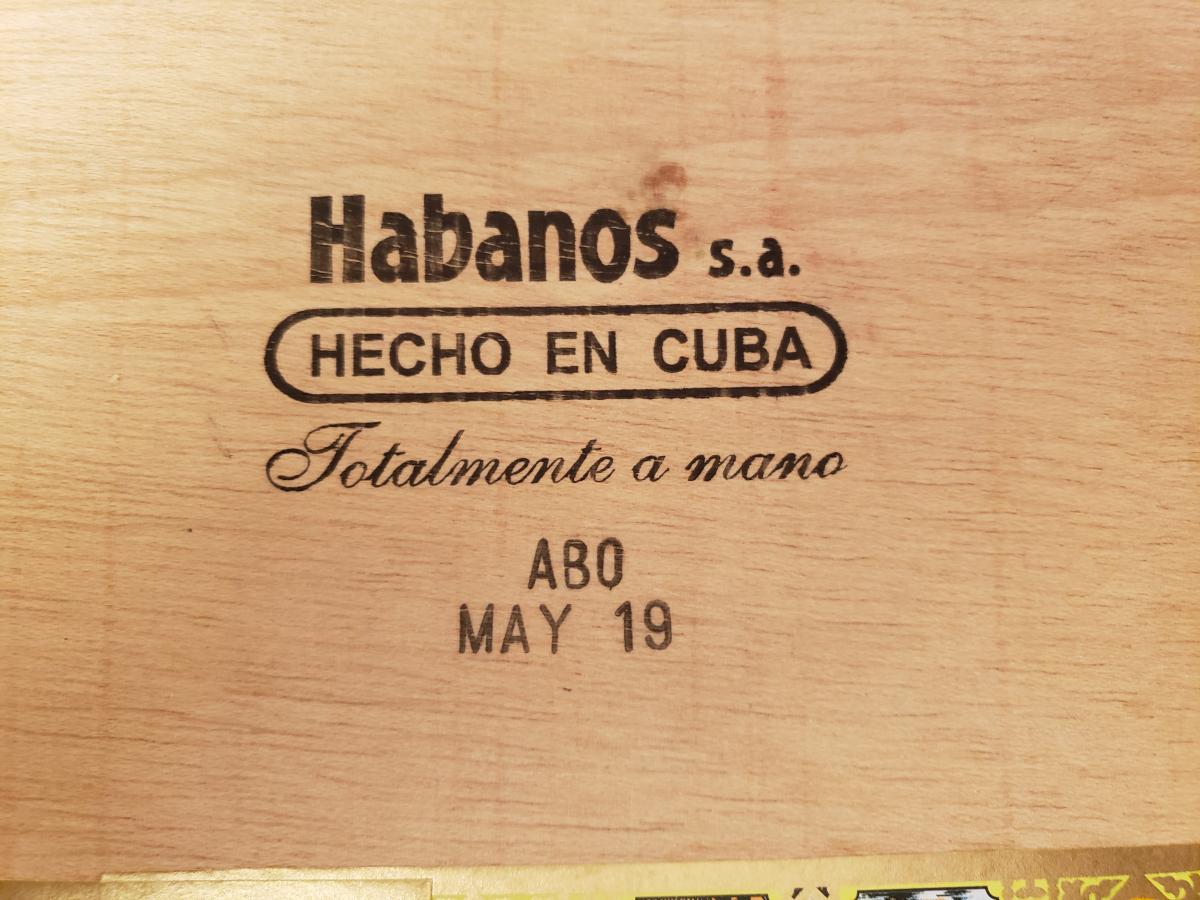 Habanos s.a.
HECHO EN CUBA
Totalmente a mano
ABO
MAY 19